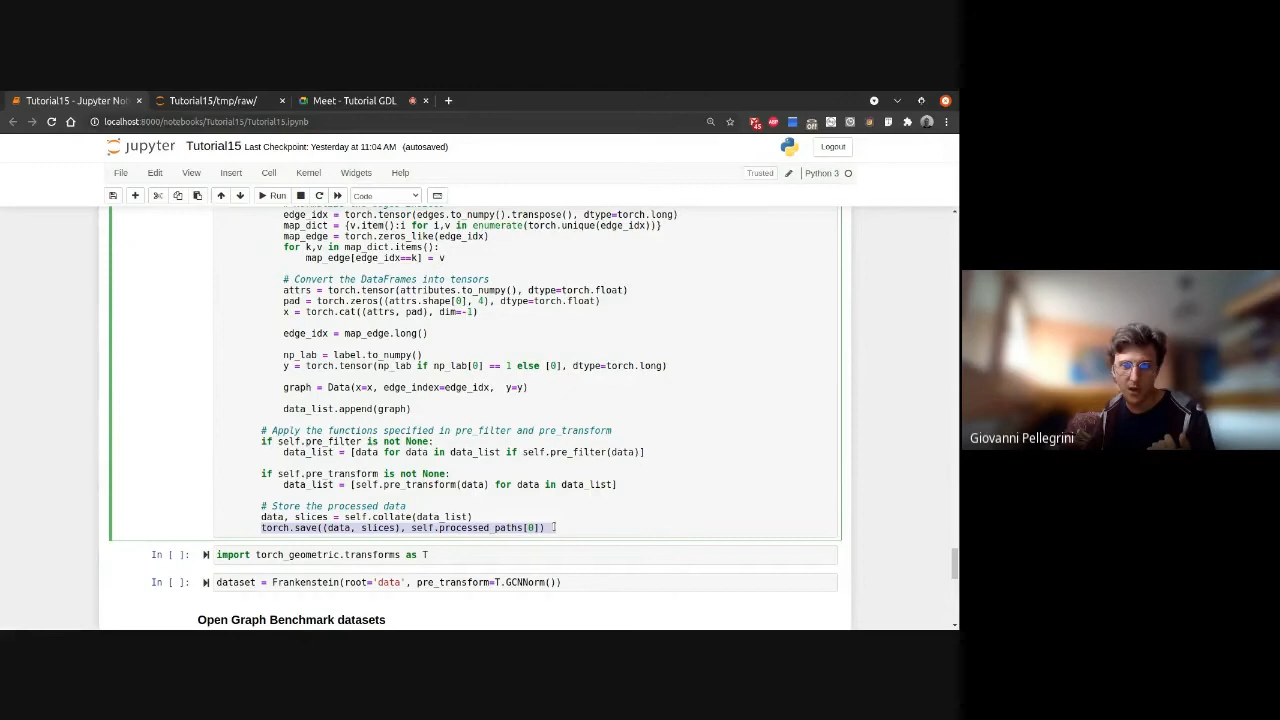 Tutorial15 - Jupyter No
Tutorial15/tmp/raw/
Meet - Tutorial GDL
localhost:8000/notebooks/Tutorial15/Tutorial15.ipynb
45
ABP
off
jupyter Tutorial15 Last Checkpoint: Yesterday at 11:04 AM (autosaved)
Logout
File Edit View Insert Cell Kernel Widgets Help
Trusted
Python 3
Run
Code
edge_idx = torch.tensor(edges.to_numpy().transpose(), dtype=torch.long)
map_dict = {v.item():i for i,v in enumerate(torch.unique(edge_idx))}
map_edge = torch.zeros_like(edge_idx)
for k,v in map_dict.items():
map_edge[edge_idx==k] = v
# Convert the DataFrames into tensors
attrs = torch.tensor(attributes.to_numpy(), dtype=torch.float)
pad = torch.zeros((attrs.shape[0], 4), dtype=torch.float)
x = torch.cat((attrs, pad), dim=-1)
edge_idx = map_edge.long()
np_lab = label.to_numpy()
y = torch.tensor(np_lab if np_lab[0] == 1 else [0], dtype=torch.long)
graph = Data(x=x, edge_index=edge_idx, y=y)
data_list.append(graph)
# Apply the functions specified in pre_filter and pre_transform
if self.pre_filter is not None:
data_list = [data for data in data_list if self.pre_filter(data)]
if self.pre_transform is not None:
data_list = [self.pre_transform(data) for data in data_list]
# Store the processed data
data, slices = self.collate(data_list)
torch.save((data, slices), self.processed_paths[0])
In [ ]: import torch_geometric.transforms as T
In [ ]: dataset = Frankenstein(root='data', pre_transform=T.GCNNorm())
Open Graph Benchmark datasets
Giovanni Pellegrini